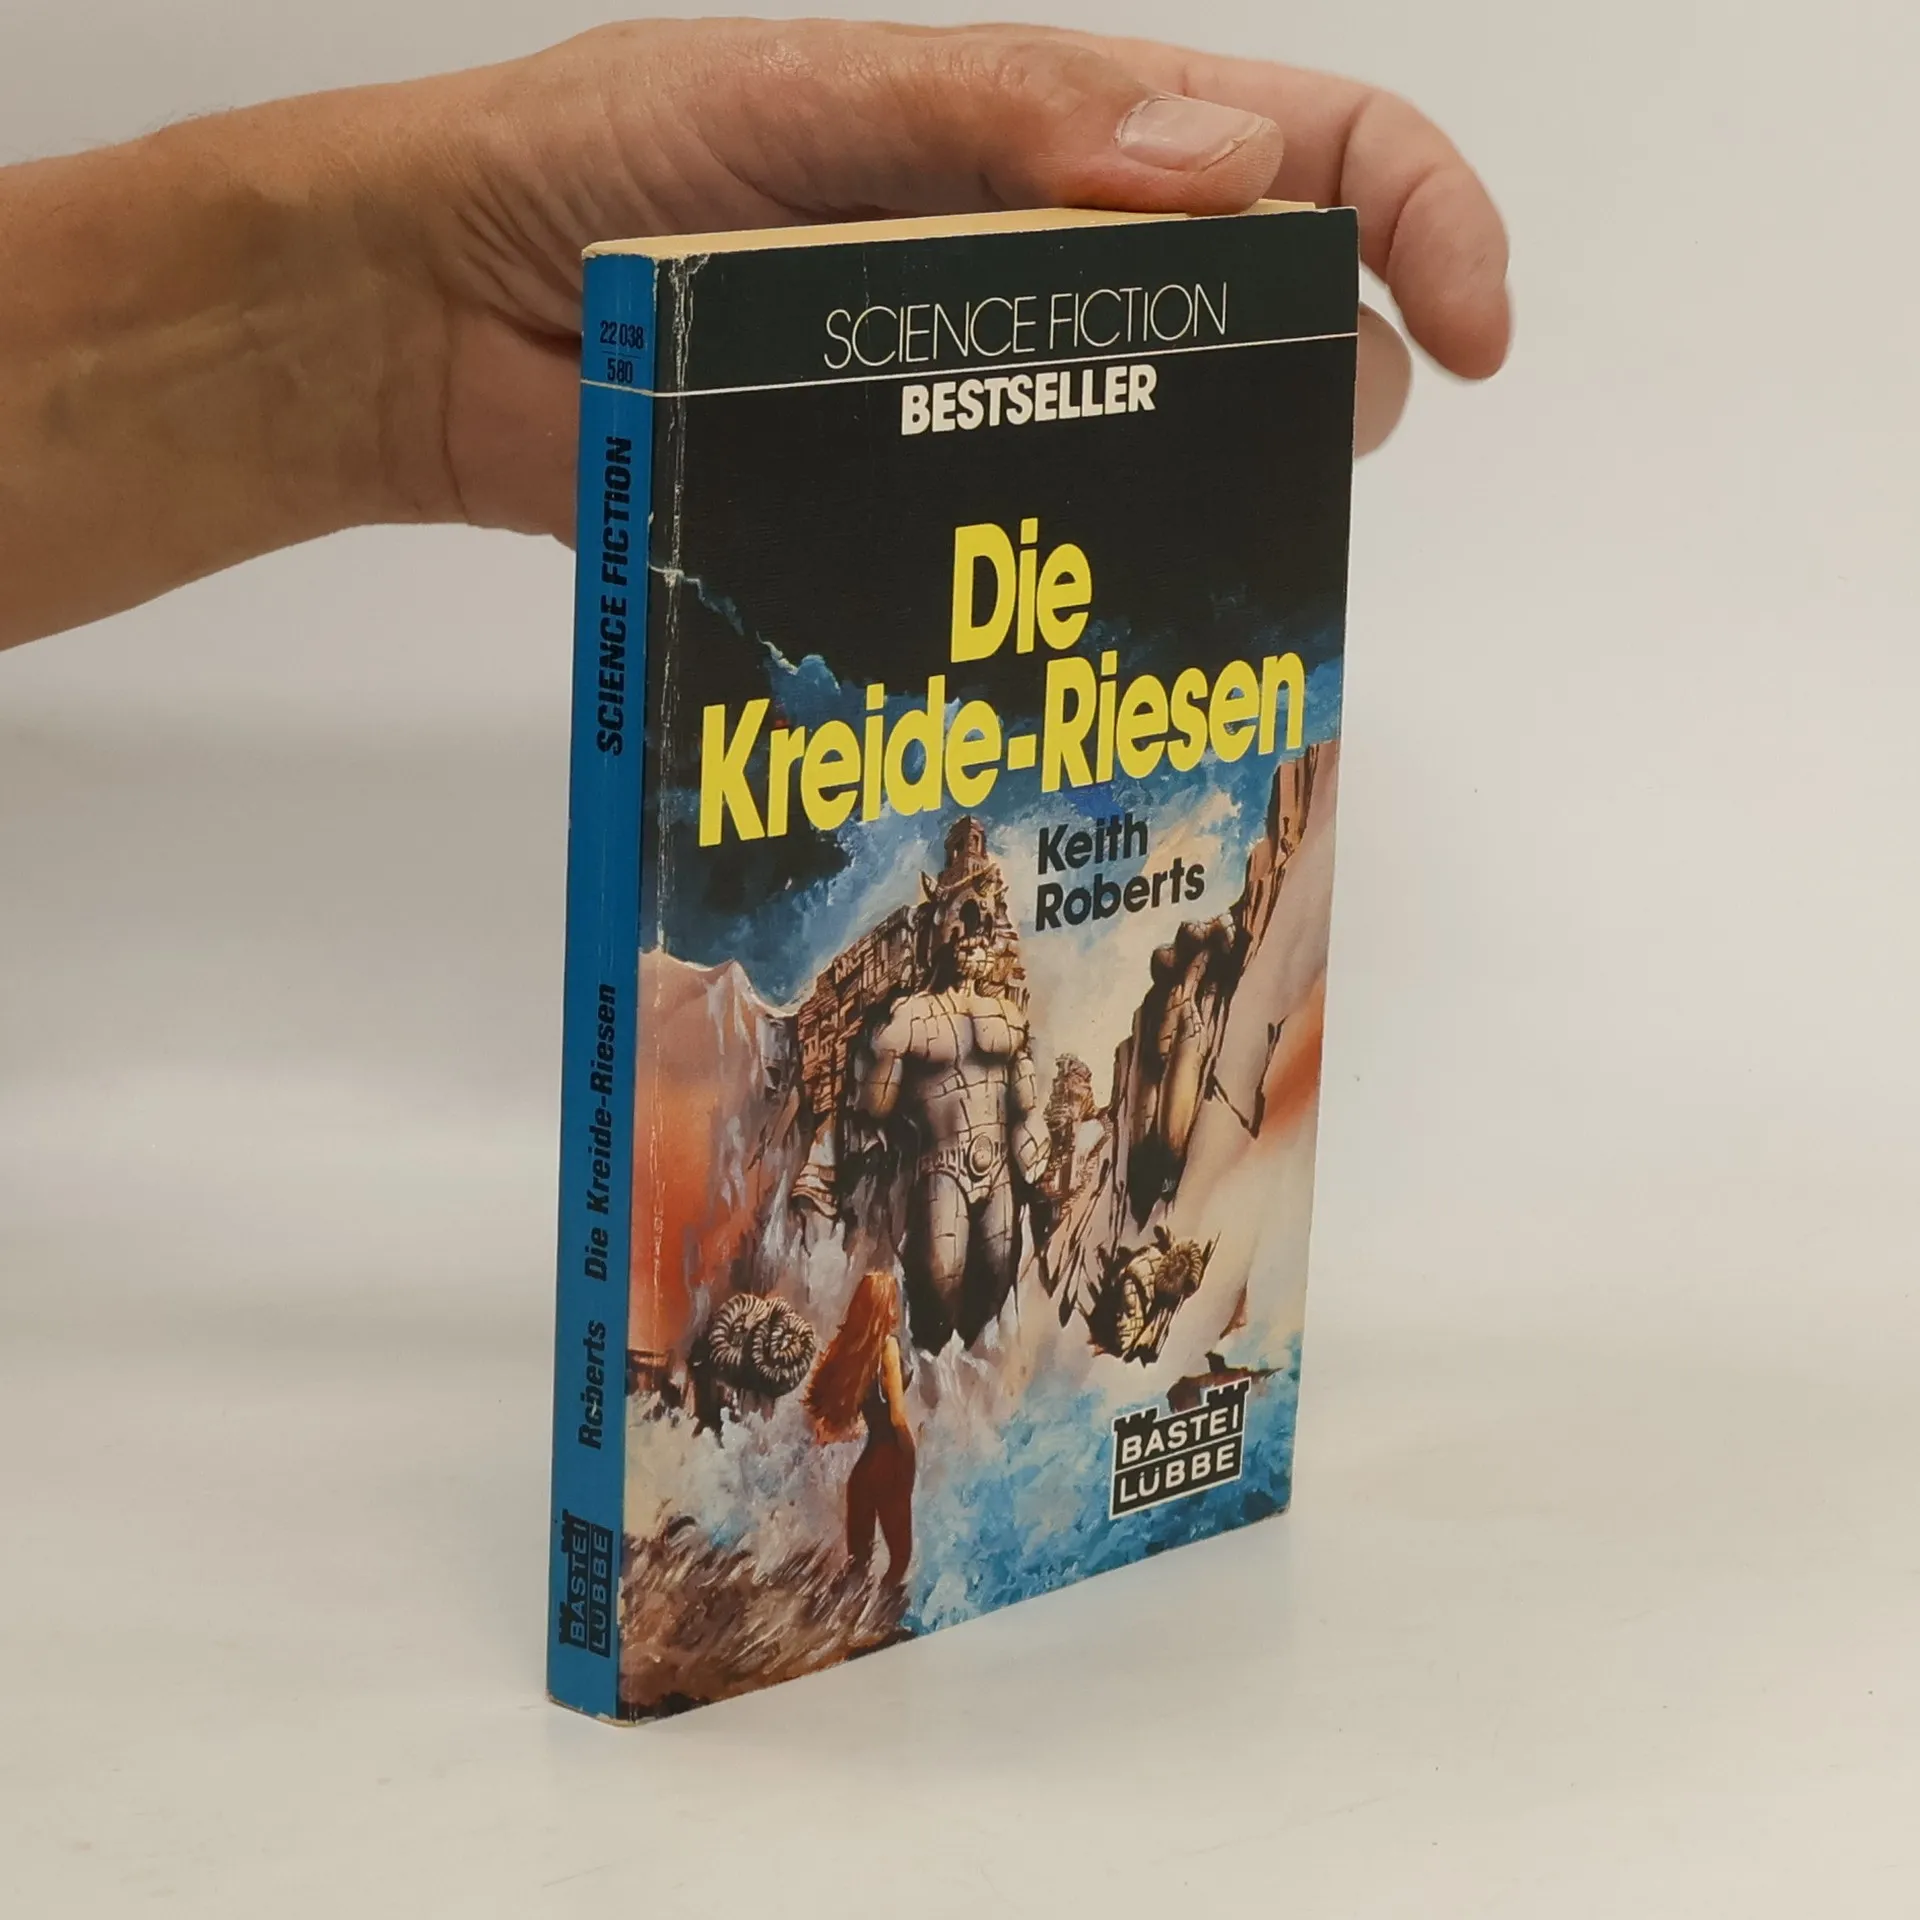 SCIENCE FICTION
BESTSELLER
Die
Kreide-Riesen
Keith
Roberts
BASTEI
LÜBBE
22 038
580
SCIENCE FICTION
Roberts Die Kreide-Riesen
BASTEI
LÜBBE